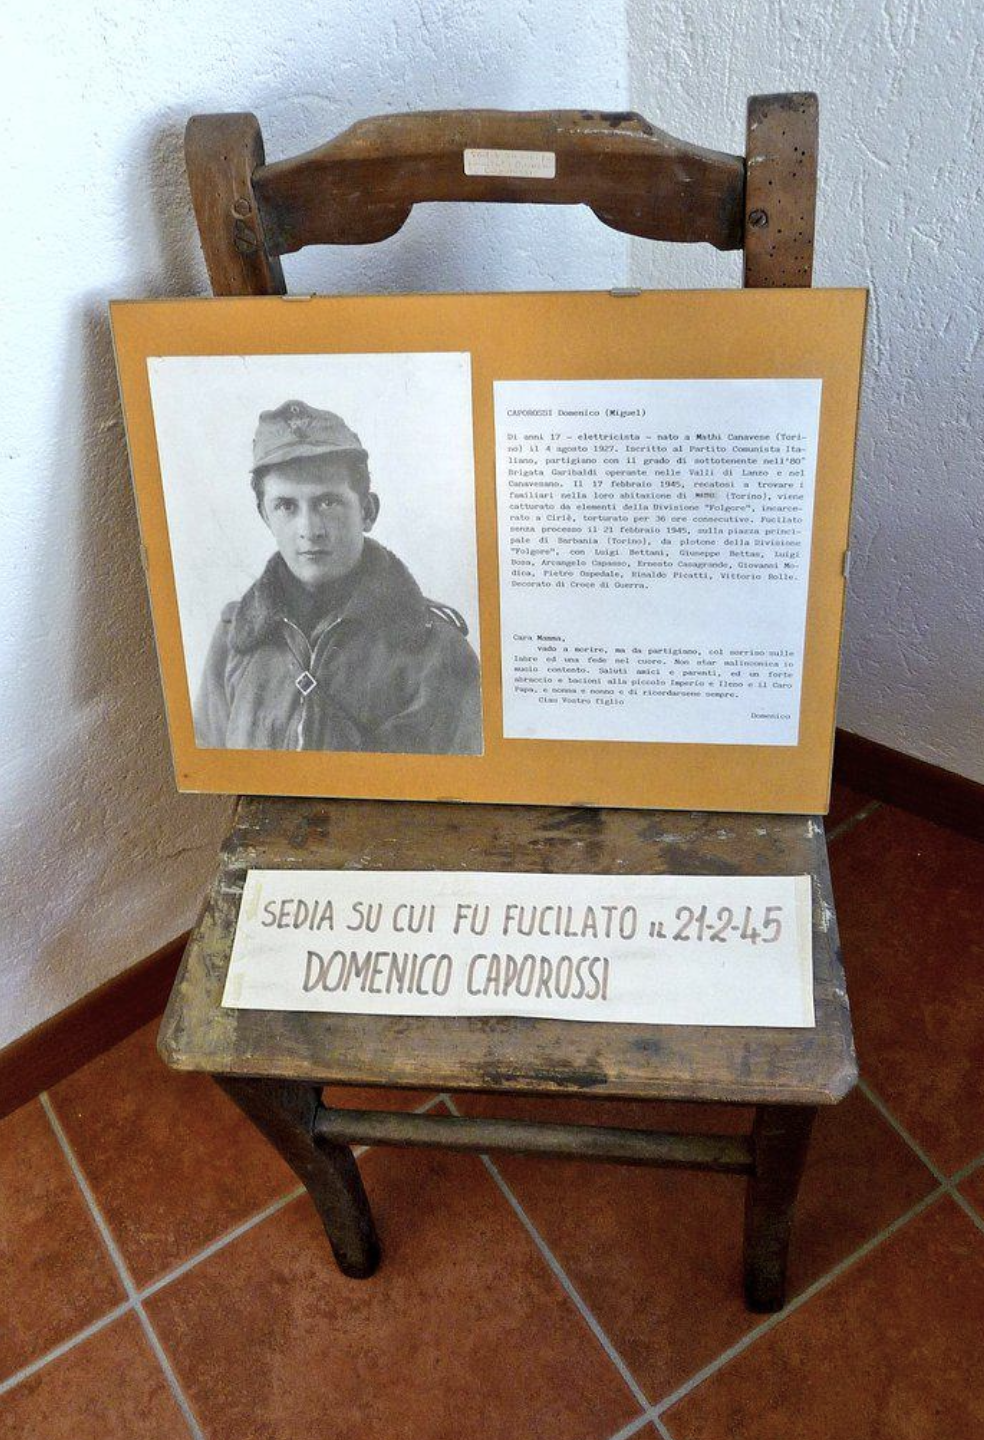 CAPOROSSI Domenico (Miguel)
Di anni 17 - elettricista - nato a Mathi Canavese (Tori-
no) il 4 agosto 1927. Iscritto al Partito Comunista Ita-
liano, partigiano con il grado di sottotenente nell'80^
Brigata Garibaldi operante nelle Valli di Lanzo e nel
Canavesano. Il 17 febbraio 1945, recatosi a trovare i
familiari nella loro abitazione di (Torino), viene
catturato da elementi della Divisione "Folgore", incarce-
rato a Ciriè, torturato per 36 ore consecutive. Fucilato
senza processo il 21 febbraio 1945, sulla piazza princi-
pale di Barbania (Torino), da plotone della Divisione
"Folgore", con Luigi Bettani, Giuseppe Bettas, Luigi
Arcangelo Capasso, Ernesto Casagrande, Giovanni Mo-
dica, Pietro Ospedale, Rinaldo Picatti, Vittorio Rolle.
Decorato di Croce di Guerra.
Cara Mamma,
vado a morire, ma da partigiano, col sorriso sulle
labre ed una fede nel cuore. Non star malinconica io
muoio contento. Saluti amici e parenti, ed un forte
abraccio e bacioni alla piccolo Imperio e Ileno e il Caro
Papa, e nonna e nonno e di ricordarsene sempre.
Ciau Vostro figlio
Domenico
SEDIA SU CUI FU FUCILATO IL 21-2-45
DOMENICO CAPOROSSI